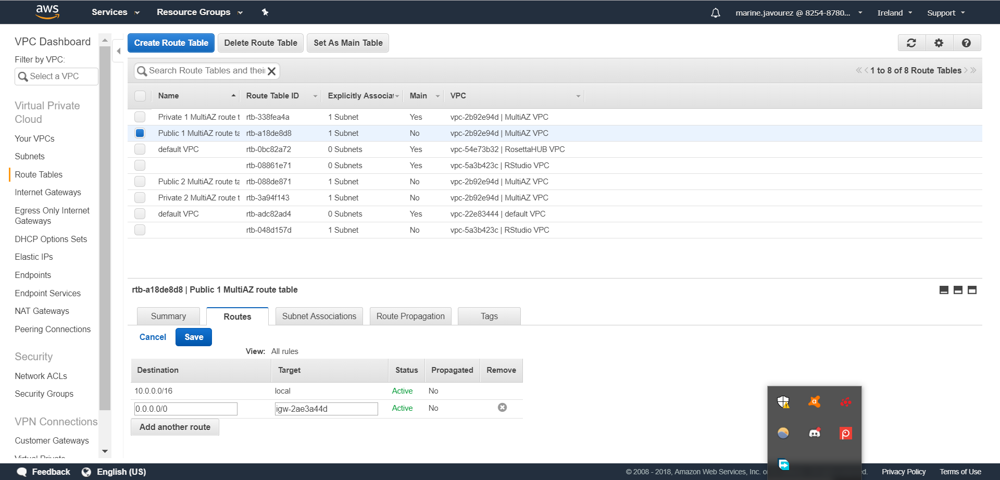 aws
Services
Resource Groups
marine.javourez @ 8254-8780...
Ireland
Support
VPC Dashboard
Filter by VPC:
Select a VPC
Virtual Private
Cloud
Your VPCs
Subnets
Route Tables
Internet Gateways
Egress Only Internet
Gateways
DHCP Options Sets
Elastic IPs
Endpoints
Endpoint Services
NAT Gateways
Peering Connections
Security
Network ACLs
Security Groups
VPN Connections
Customer Gateways
Virtual Private
Create Route Table
Delete Route Table
Set As Main Table
Search Route Tables and thei
1 to 8 of 8 Route Tables
Name Route Table ID Explicitly Associat Main VPC
Private 1 MultiAZ route t rtb-338fea4a 1 Subnet Yes vpc-2b92e94d | MultiAZ VPC
Public 1 MultiAZ route ta rtb-a18de8d8 1 Subnet No vpc-2b92e94d | MultiAZ VPC
default VPC rtb-0bc82a72 0 Subnets Yes vpc-54e73b32 | RosettaHUB VPC
rtb-08861e71 0 Subnets Yes vpc-5a3b423c | RStudio VPC
Public 2 MultiAZ route ta rtb-088de871 1 Subnet No vpc-2b92e94d | MultiAZ VPC
Private 2 MultiAZ route t rtb-3a94f143 1 Subnet No vpc-2b92e94d | MultiAZ VPC
default VPC rtb-adc82ad4 0 Subnets Yes vpc-22e83444 | default VPC
rtb-048d157d 1 Subnet No vpc-5a3b423c | RStudio VPC
rtb-a18de8d8 | Public 1 MultiAZ route table
Summary Routes Subnet Associations Route Propagation Tags
Cancel Save
View: All rules
Destination Target Status Propagated Remove
10.0.0.0/16 local Active No
0.0.0.0/0 igw-2ae3a44d Active No
Add another route
Feedback
English (US)
© 2008 - 2018, Amazon Web Services, Inc. o
d.
Privacy Policy
Terms of Use